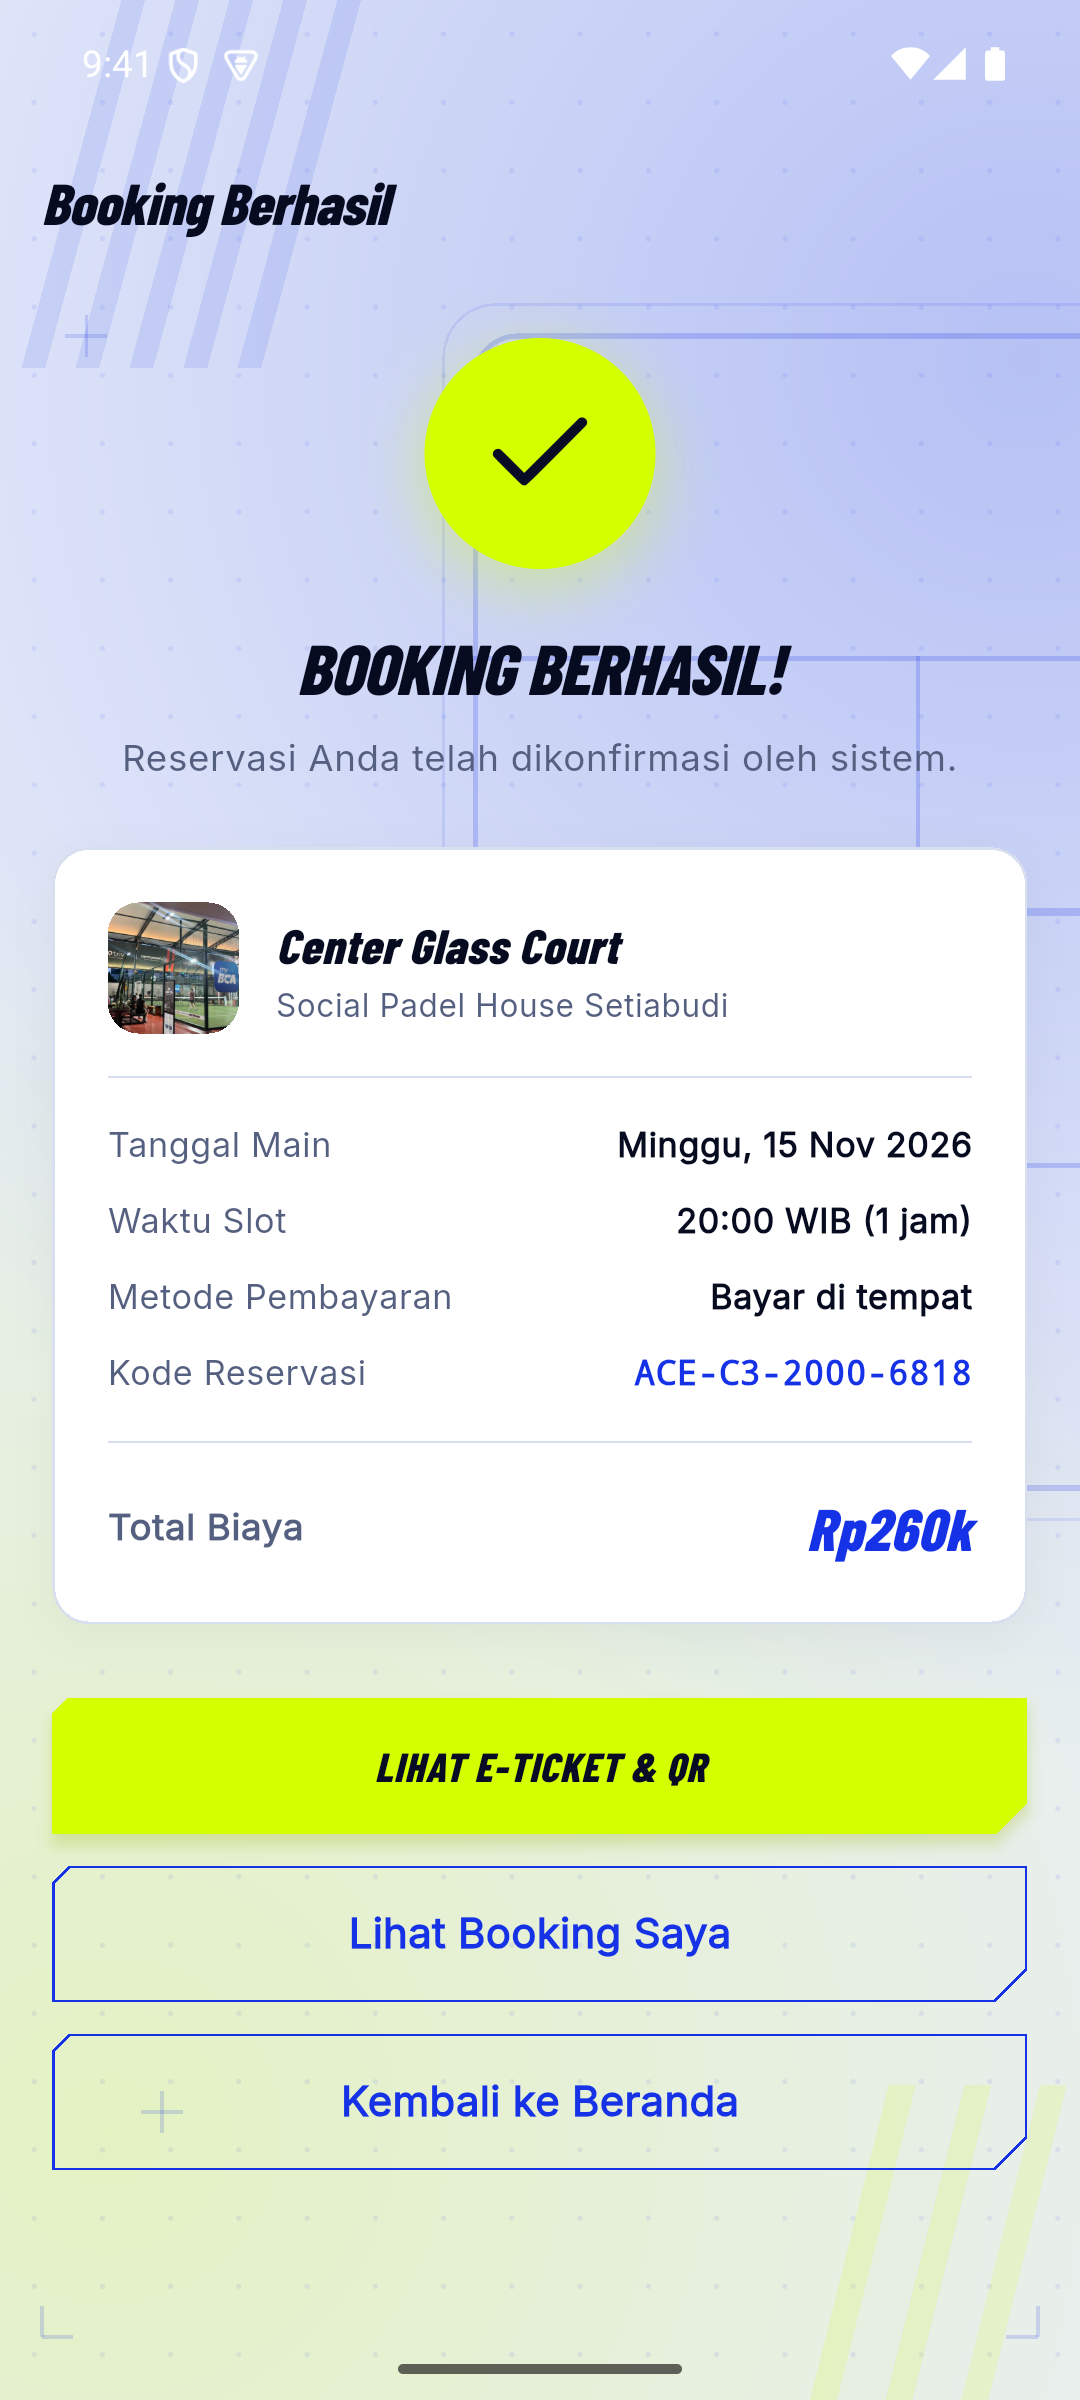 9:41
Booking Berhasil
BOOKING BERHASIL!
Reservasi Anda telah dikonfirmasi oleh sistem.
my
BCA
Center Glass Court
Social Padel House Setiabudi
Tanggal Main
Minggu, 15 Nov 2026
Waktu Slot
20:00 WIB (1 jam)
Metode Pembayaran
Bayar di tempat
Kode Reservasi
ACE-C3-2000-6818
Total Biaya
Rp260k
LIHAT E-TICKET & QR
Lihat Booking Saya
Kembali ke Beranda